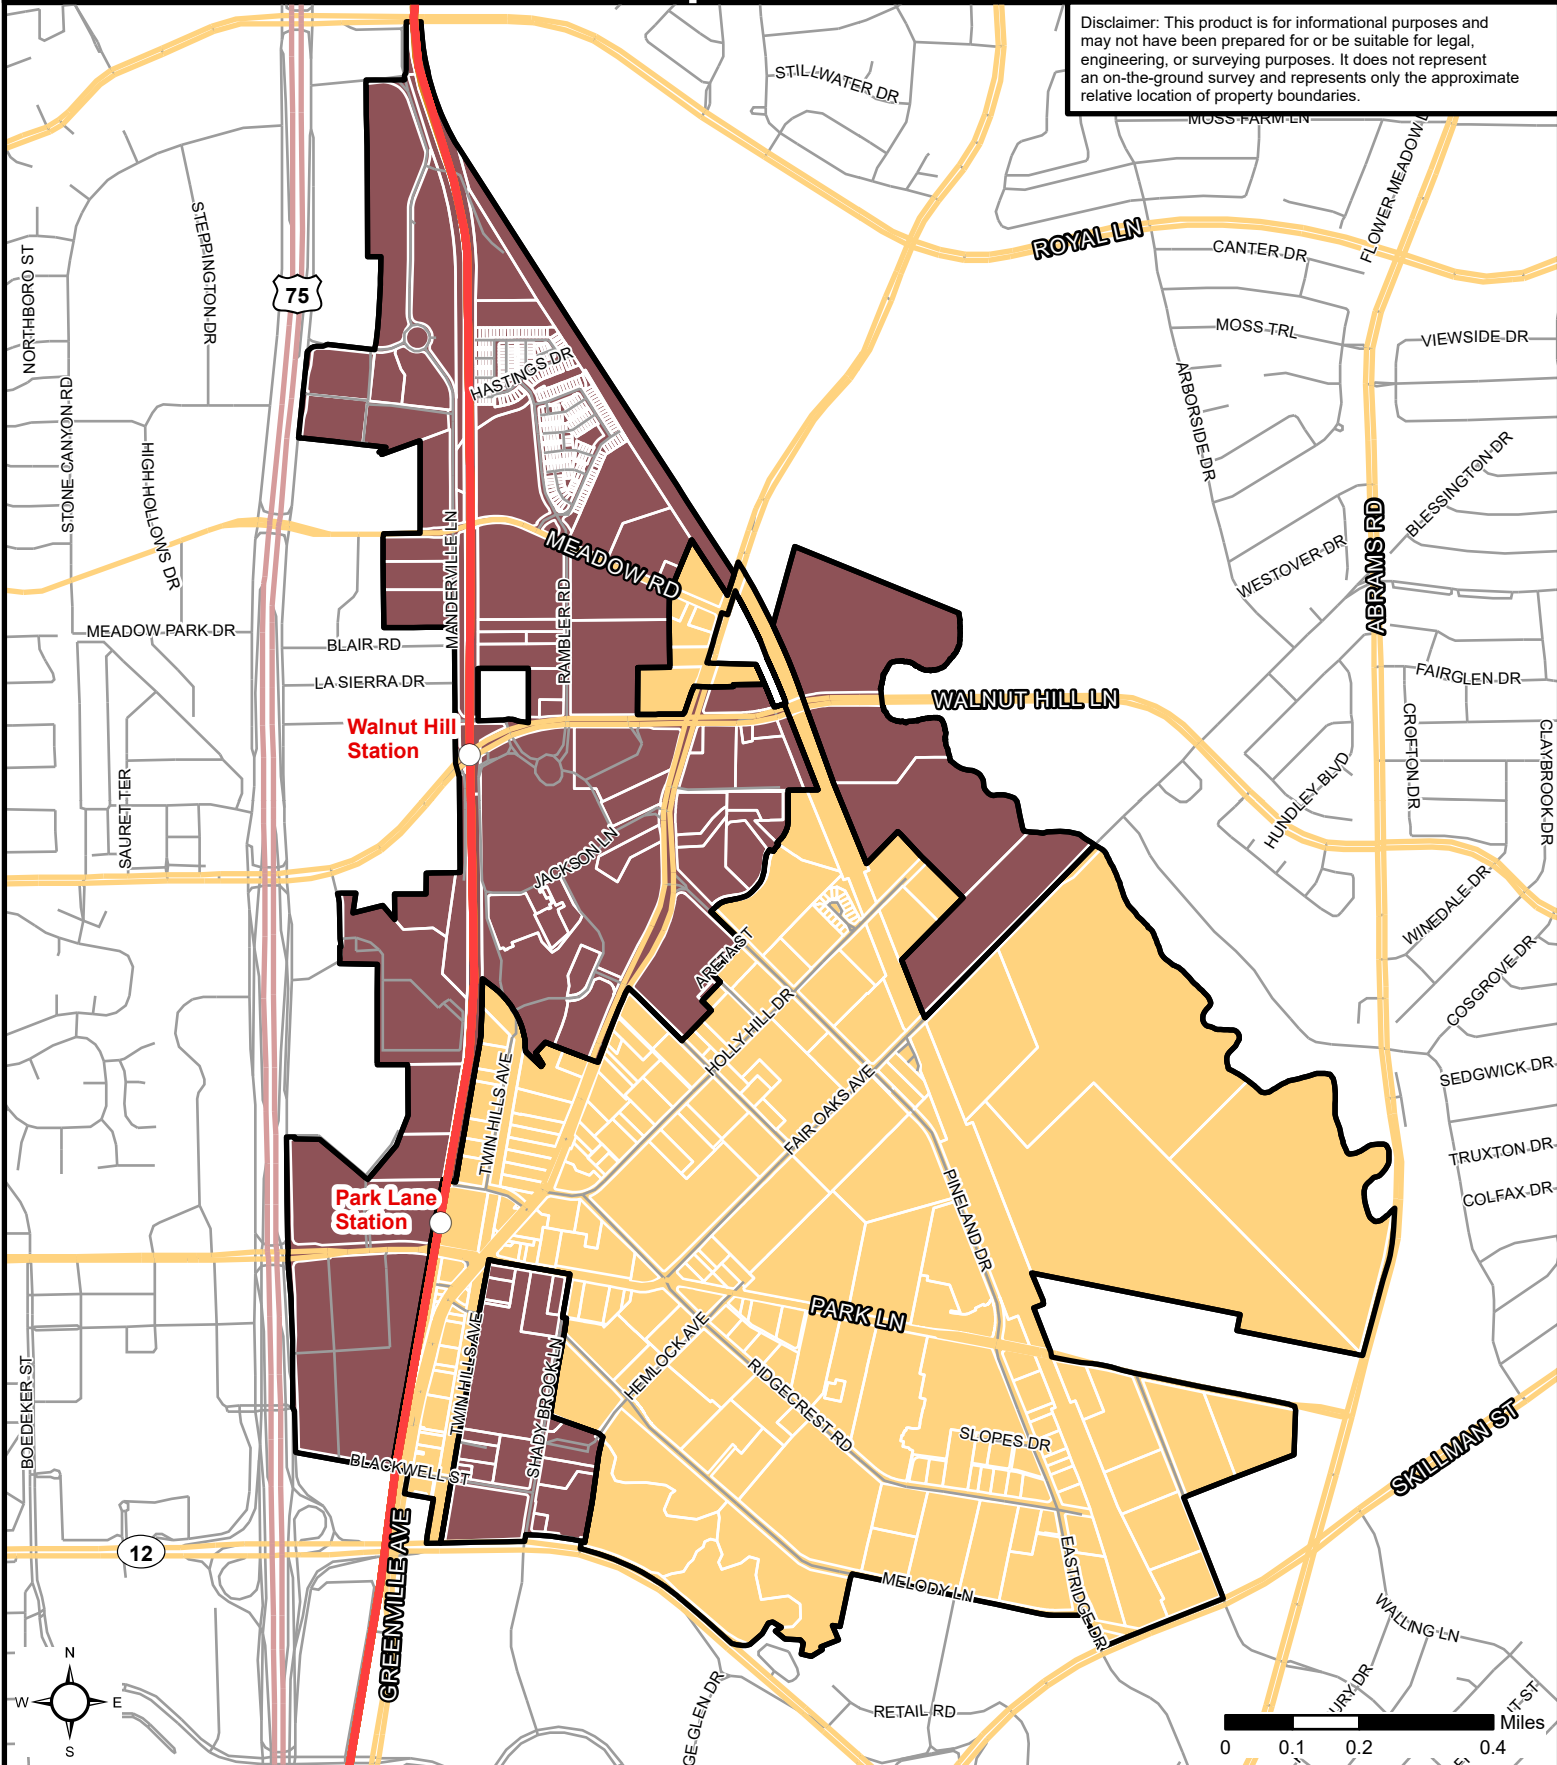 Disclaimer: This product is for informational purposes and
may not have been prepared for or be suitable for legal,
engineering, or surveying purposes. It does not represent
an on-the-ground survey and represents only the approximate
relative location of property boundaries.
STILLWATER DR
MOSS FARM LN
FLOWER MEADOW
STEPPINGTON DR
NORTHBORO ST
75
ROYAL LN
CANTER DR
MOSS TRL
VIEWSIDE DR
HASTINGS DR
ARBORSIDE DR
STONE CANYON RD
HIGH HOLLOWS DR
BLESSINGTON DR
MANDERVILLE LN
MEADOW RD
WESTOVER DR
ABRAMS RD
MEADOW PARK DR
BLAIR RD
RAMBLER RD
LA SIERRA DR
FAIRGLEN DR
WALNUT HILL LN
Walnut Hill
Station
CROFTON DR
CLAYBROOK DR
SAURET TER
HUNDLEY BLVD
JACKSON LN
WINEDALE DR
ARETA ST
COSGROVE DR
HOLLY HILL DR
TWIN HILLS AVE
FAIR OAKS AVE
SEDGWICK DR
TRUXTON DR
COLFAX DR
Park Lane
Station
PINELAND DR
PARK LN
TWIN HILLS AVE
SHADY BROOK LN
HEMLOCK AVE
RIDGECREST RD
BOEDEKER ST
SLOPES DR
SKILLMAN ST
BLACKWELL ST
12
GREENVILLE AVE
MELODY LN
EASTRIDGE DR
WALLING LN
N
W
E
S
GLEN DR
RETAIL RD
DR
ST
Miles
0
0.1
0.2
0.4